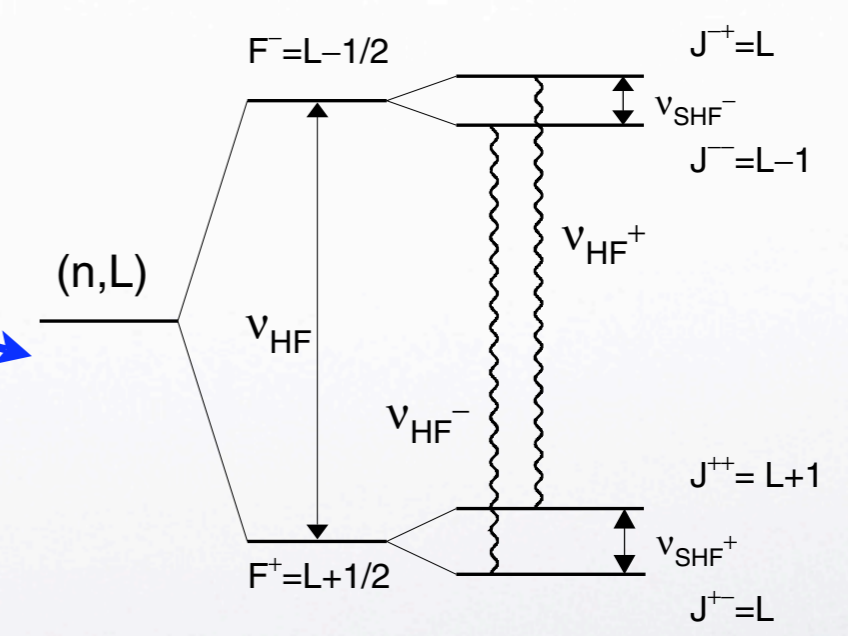 F⁻=L−1/2
J⁻⁺=L
ν_SHF⁻
J⁻⁻=L−1
ν_HF⁺
(n,L)
ν_HF
ν_HF⁻
J⁺⁺= L+1
ν_SHF⁺
F⁺=L+1/2
J⁺⁻=L